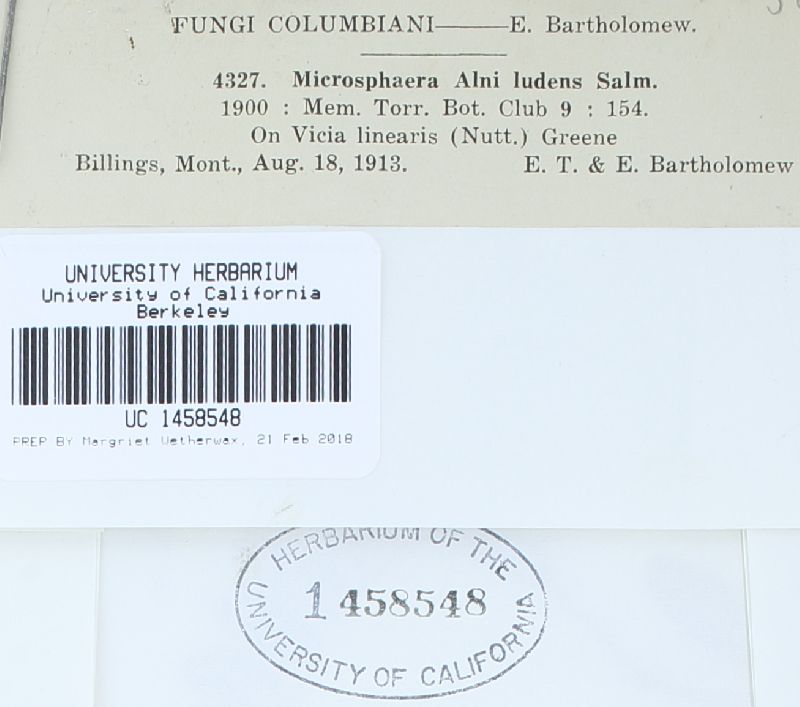 FUNGI COLUMBIANI——E. Bartholomew.
4327. Microsphaera Alni ludens Salm.
1900 : Mem. Torr. Bot. Club 9 : 154.
On Vicia linearis (Nutt.) Greene
Billings, Mont., Aug. 18, 1913. E. T. & E. Bartholomew
UNIVERSITY HERBARIUM
University of California
Berkeley
UC 1458548
PREP BY Margriet Wetherwax, 21 Feb 2018
HERBARIUM OF THE
1458548
UNIVERSITY OF CALIFORNIA